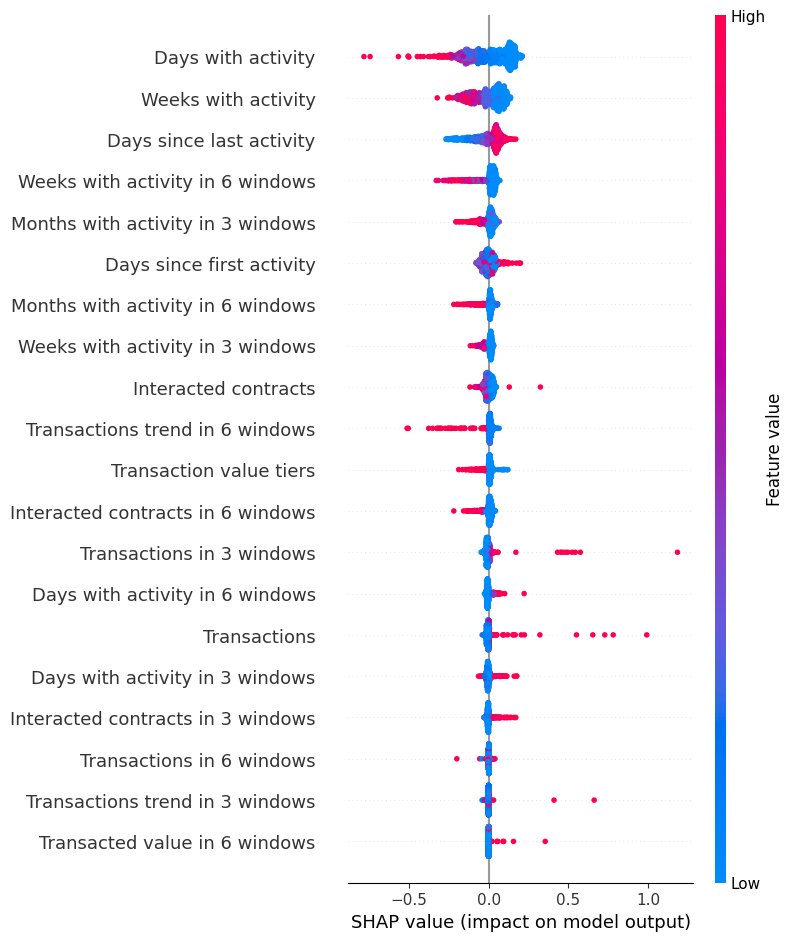 High
Days with activity
Weeks with activity
Days since last activity
Weeks with activity in 6 windows
Months with activity in 3 windows
Days since first activity
Months with activity in 6 windows
Weeks with activity in 3 windows
Interacted contracts
Transactions trend in 6 windows
Transaction value tiers
Interacted contracts in 6 windows
Transactions in 3 windows
Days with activity in 6 windows
Transactions
Days with activity in 3 windows
Interacted contracts in 3 windows
Transactions in 6 windows
Transactions trend in 3 windows
Transacted value in 6 windows
Feature value
Low
−0.5 0.0 0.5 1.0
SHAP value (impact on model output)